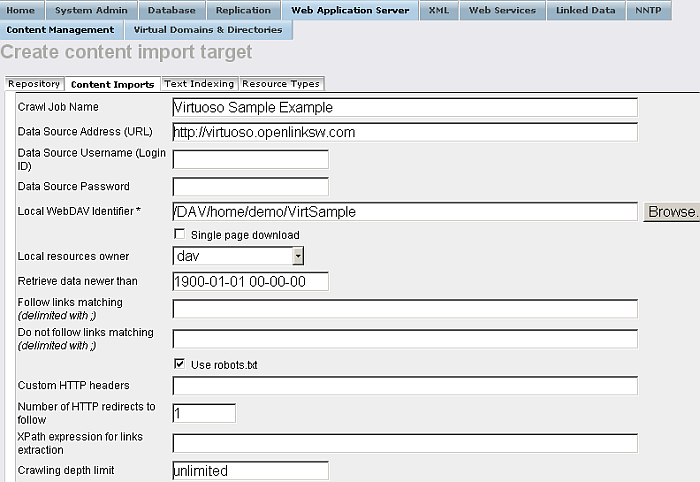 Home System Admin Database Replication Web Application Server XML Web Services Linked Data NNTP
Content Management Virtual Domains & Directories
Create content import target
Repository Content Imports Text Indexing Resource Types
Crawl Job Name Virtuoso Sample Example
Data Source Address (URL) http://virtuoso.openlinksw.com
Data Source Username (Login
ID)
Data Source Password
Local WebDAV Identifier * /DAV/home/demo/VirtSample Browse.
Single page download
Local resources owner dav
Retrieve data newer than 1900-01-01 00-00-00
Follow links matching
(delimited with ;)
Do not follow links matching
(delimited with ;)
Use robots.txt
Custom HTTP headers
Number of HTTP redirects to
follow 1
XPath expression for links
extraction
Crawling depth limit unlimited